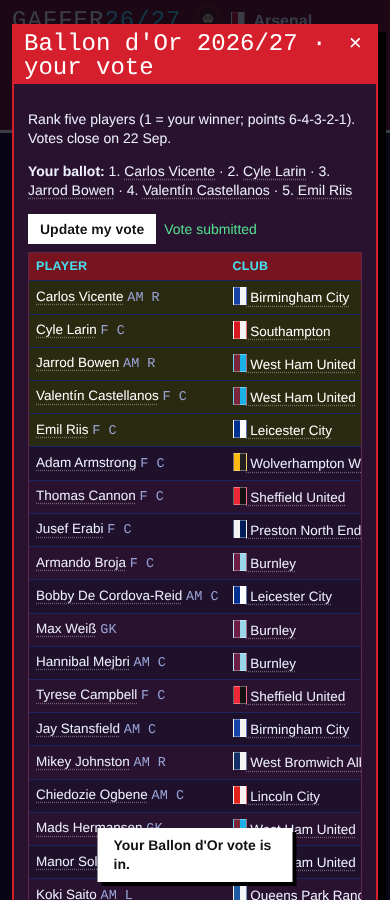 GAFFER26/27 Arsenal
Ballon d'Or 2026/27 · ×
your vote
Rank five players (1 = your winner; points 6-4-3-2-1).
Votes close on 22 Sep.
Your ballot: 1. Carlos Vicente · 2. Cyle Larin · 3.
Jarrod Bowen · 4. Valentín Castellanos · 5. Emil Riis
Update my vote Vote submitted
PLAYER CLUB
Carlos Vicente AM R Birmingham City
Cyle Larin F C Southampton
Jarrod Bowen AM R West Ham United
Valentín Castellanos F C West Ham United
Emil Riis F C Leicester City
Adam Armstrong F C Wolverhampton W
Thomas Cannon F C Sheffield United
Jusef Erabi F C Preston North End
Armando Broja F C Burnley
Bobby De Cordova-Reid AM C Leicester City
Max Weiß GK Burnley
Hannibal Mejbri AM C Burnley
Tyrese Campbell F C Sheffield United
Jay Stansfield AM C Birmingham City
Mikey Johnston AM R West Bromwich All
Chiedozie Ogbene AM C Lincoln City
Mads Hermansen GK West Ham United
Manor Sol am United
Koki Saito AM L Queens Park Rang
Your Ballon d'Or vote is
in.